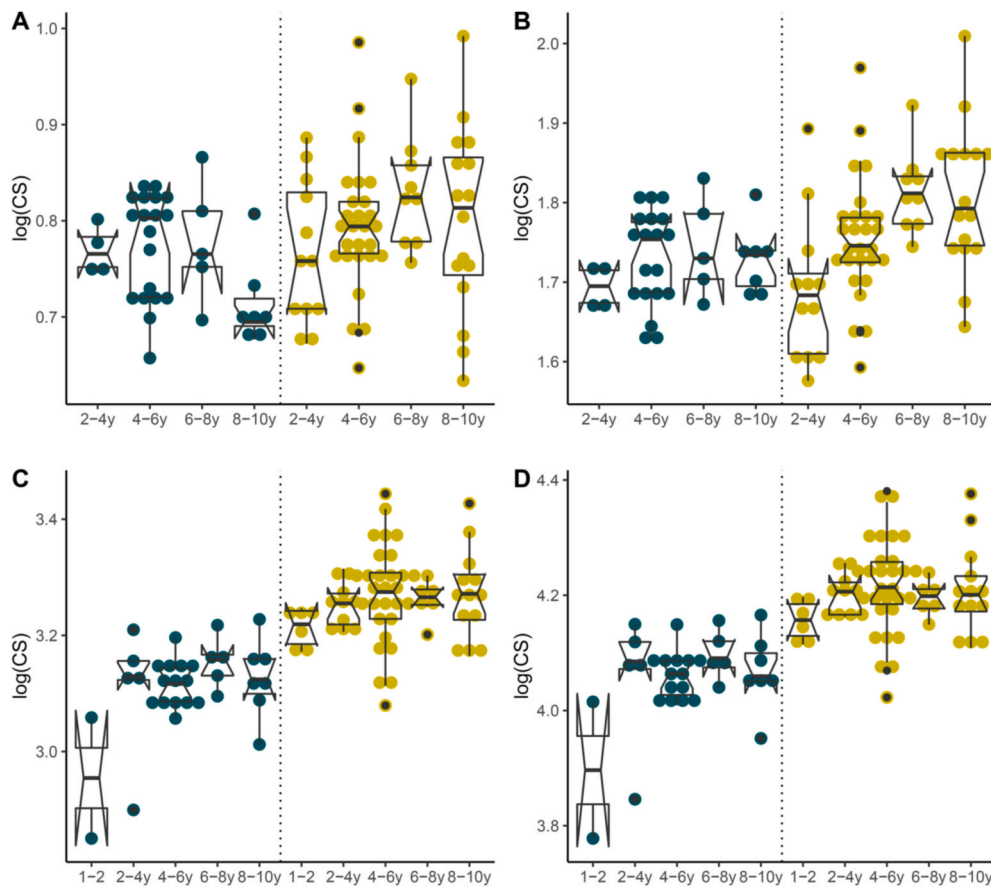 A
B
log(CS)
1.0
0.9
0.8
0.7
2−4y 4−6y 6−8y 8−10y 2−4y 4−6y 6−8y 8−10y
log(CS)
2.0
1.9
1.8
1.7
1.6
2−4y 4−6y 6−8y 8−10y 2−4y 4−6y 6−8y 8−10y
C
D
log(CS)
3.4
3.2
3.0
1−2 2−4y 4−6y 6−8y 8−10y 1−2 2−4y 4−6y 6−8y 8−10y
log(CS)
4.4
4.2
4.0
3.8
1−2 2−4y 4−6y 6−8y 8−10y 1−2 2−4y 4−6y 6−8y 8−10y